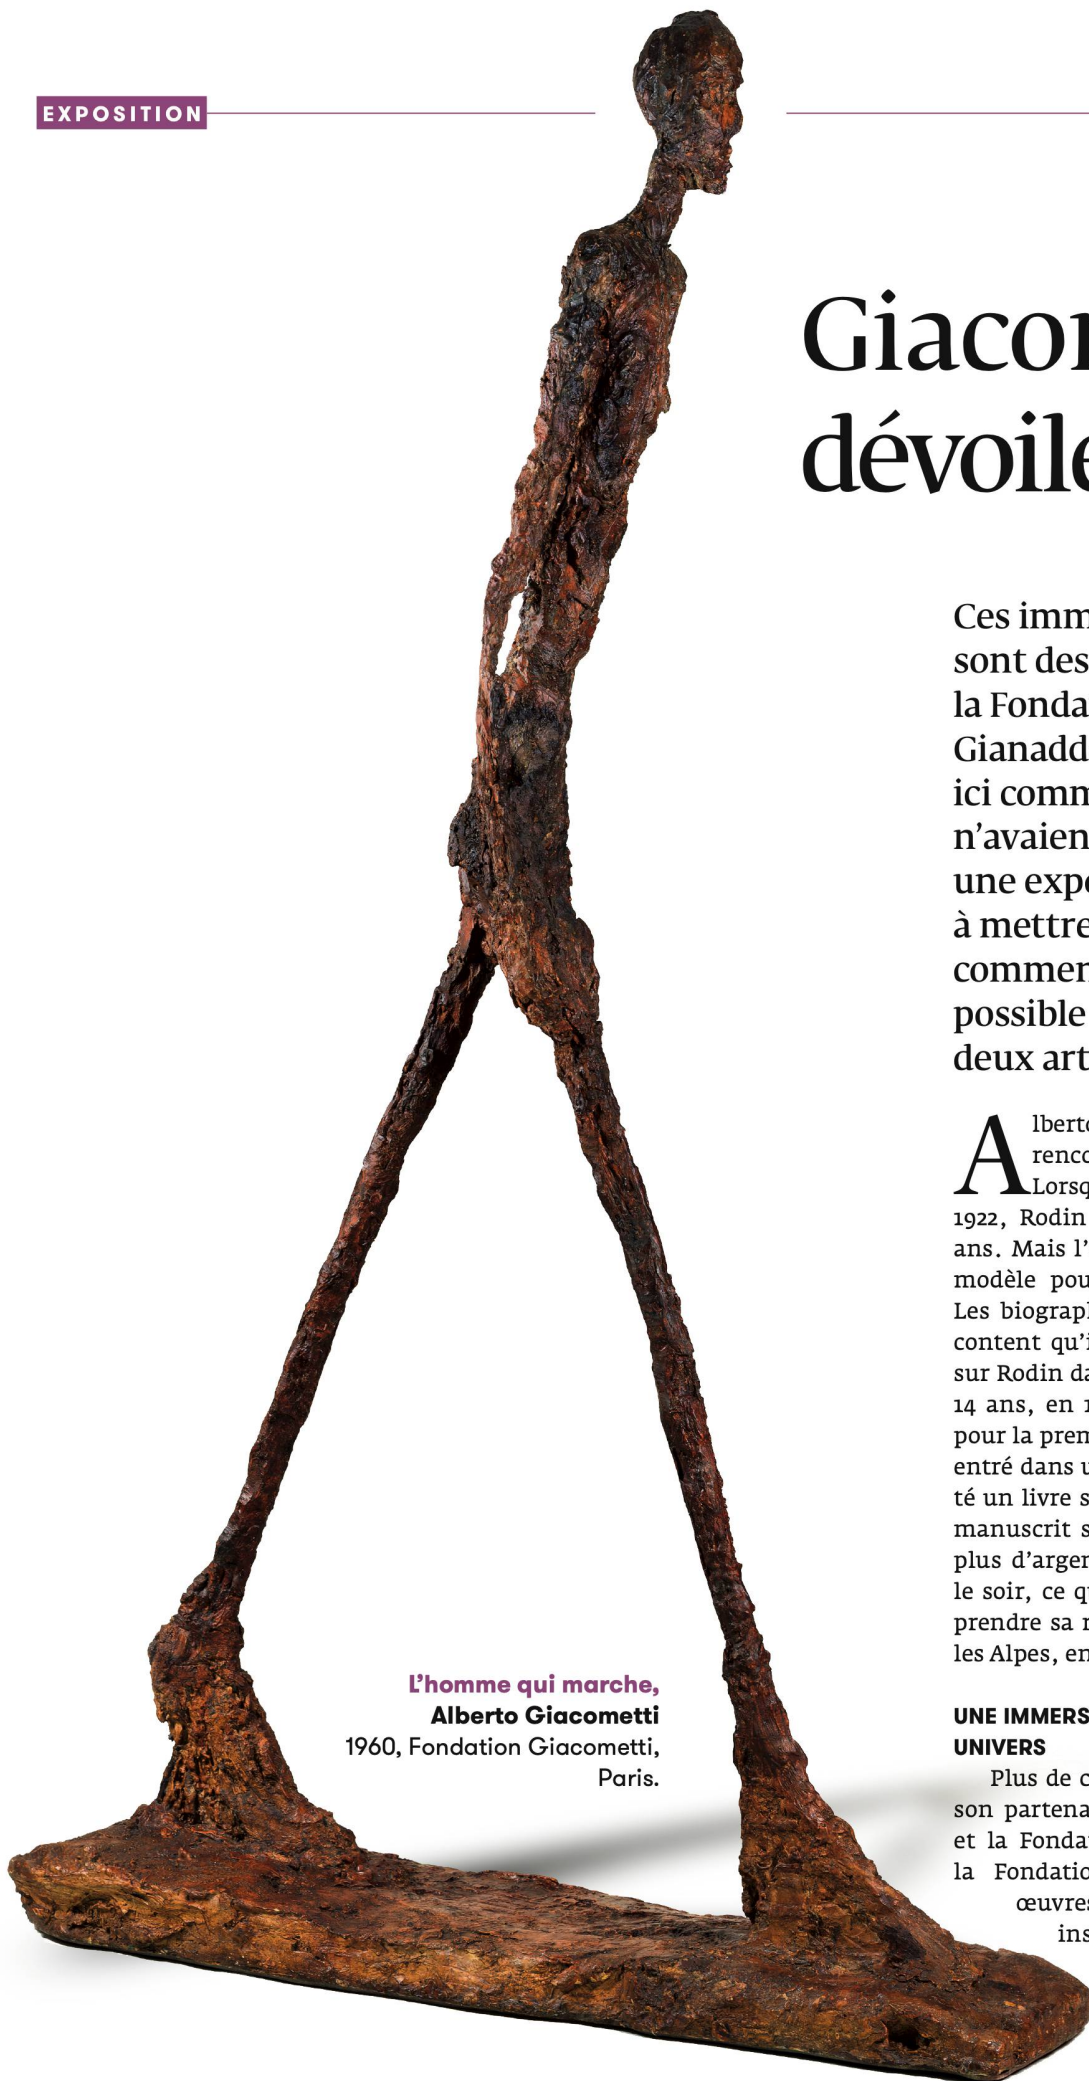 EXPOSITION
Giacom
dévoile
Ces imm
sont des
la Fonda
Gianadd
ici comm
n’avaien
une expo
à mettre
commen
possible
deux art
Alberto
renco
Lorsq
1922, Rodin
ans. Mais l’
modèle pou
Les biograph
content qu’i
sur Rodin da
14 ans, en 1
pour la prem
entré dans u
té un livre s
manuscrit s
plus d’argen
le soir, ce qu
prendre sa r
les Alpes, en
L’homme qui marche,
Alberto Giacometti
1960, Fondation Giacometti,
Paris.
UNE IMMERS
UNIVERS
Plus de c
son partena
et la Fonda
la Fondatio
œuvres
ins